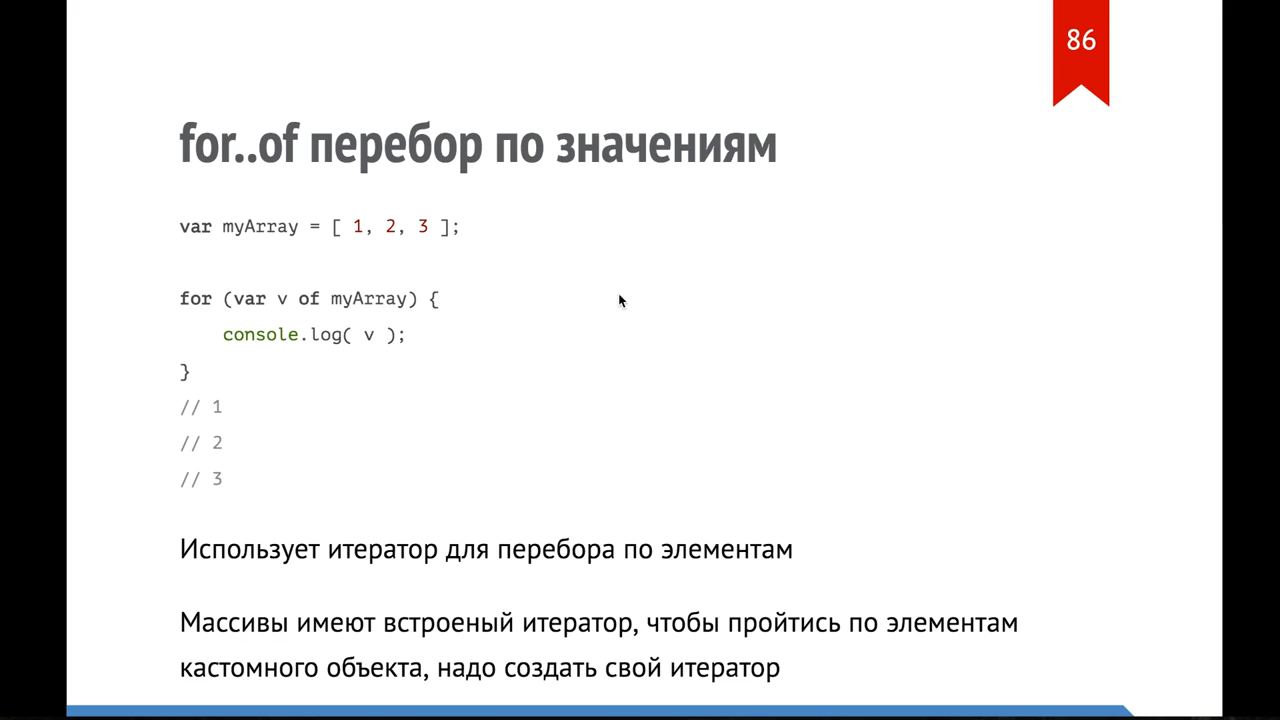 86
for..of перебор по значениям
var myArray = [ 1, 2, 3 ];
for (var v of myArray) {
    console.log( v );
}
// 1
// 2
// 3
Использует итератор для перебора по элементам
Массивы имеют встроеный итератор, чтобы пройтись по элементам
кастомного объекта, надо создать свой итератор